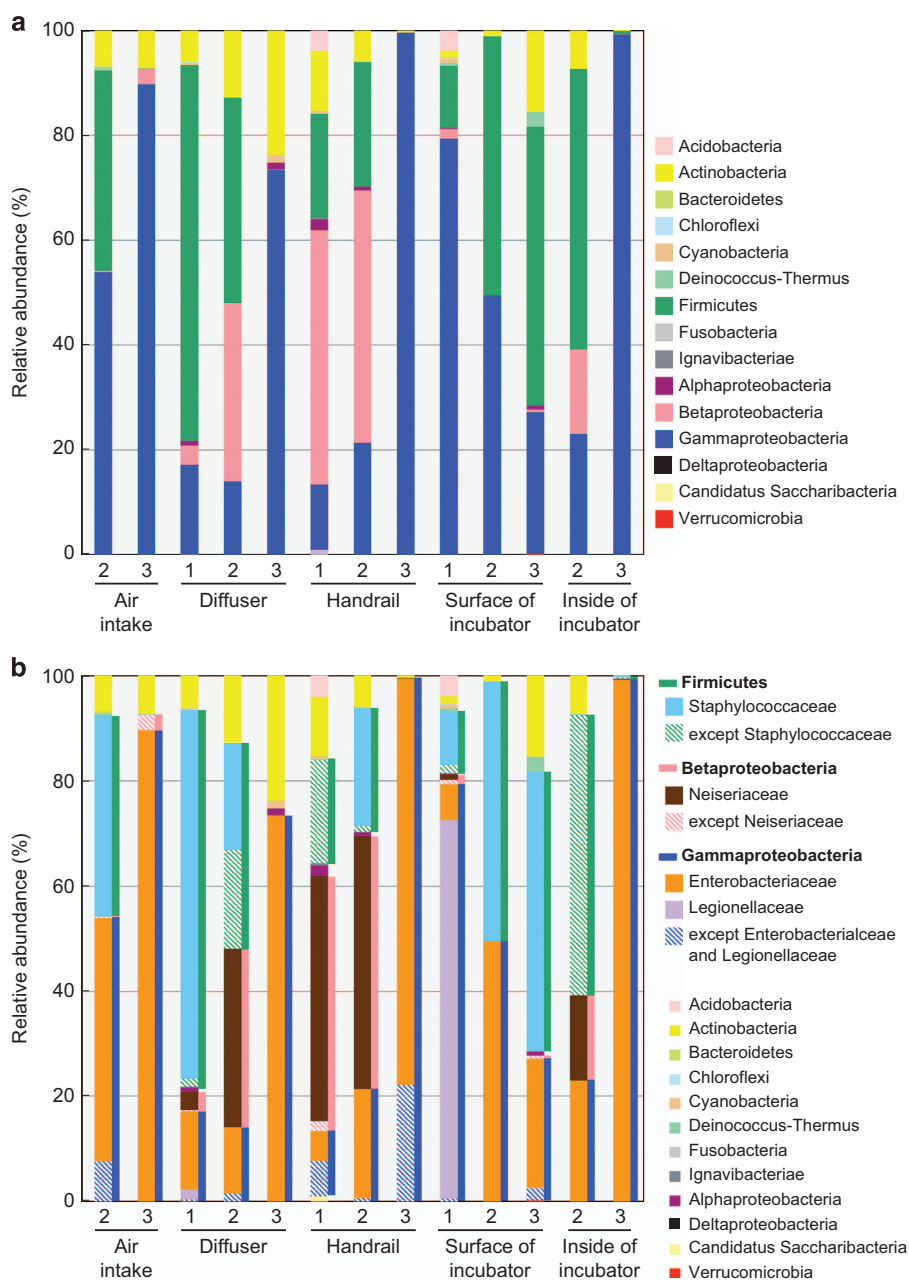 a
Relative abundance (%)
100
80
60
40
20
0
2 3 1 2 3 1 2 3 1 2 3 2 3
Air intake
Diffuser
Handrail
Surface of incubator
Inside of incubator
Acidobacteria
Actinobacteria
Bacteroidetes
Chloroflexi
Cyanobacteria
Deinococcus-Thermus
Firmicutes
Fusobacteria
Ignavibacteriae
Alphaproteobacteria
Betaproteobacteria
Gammaproteobacteria
Deltaproteobacteria
Candidatus Saccharibacteria
Verrucomicrobia
b
Relative abundance (%)
100
80
60
40
20
0
2 3 1 2 3 1 2 3 1 2 3 2 3
Air intake
Diffuser
Handrail
Surface of incubator
Inside of incubator
Firmicutes
Staphylococcaceae
except Staphylococcaceae
Betaproteobacteria
Neiseriaceae
except Neiseriaceae
Gammaproteobacteria
Enterobacteriaceae
Legionellaceae
except Enterobacterialceae
and Legionellaceae
Acidobacteria
Actinobacteria
Bacteroidetes
Chloroflexi
Cyanobacteria
Deinococcus-Thermus
Fusobacteria
Ignavibacteriae
Alphaproteobacteria
Deltaproteobacteria
Candidatus Saccharibacteria
Verrucomicrobia